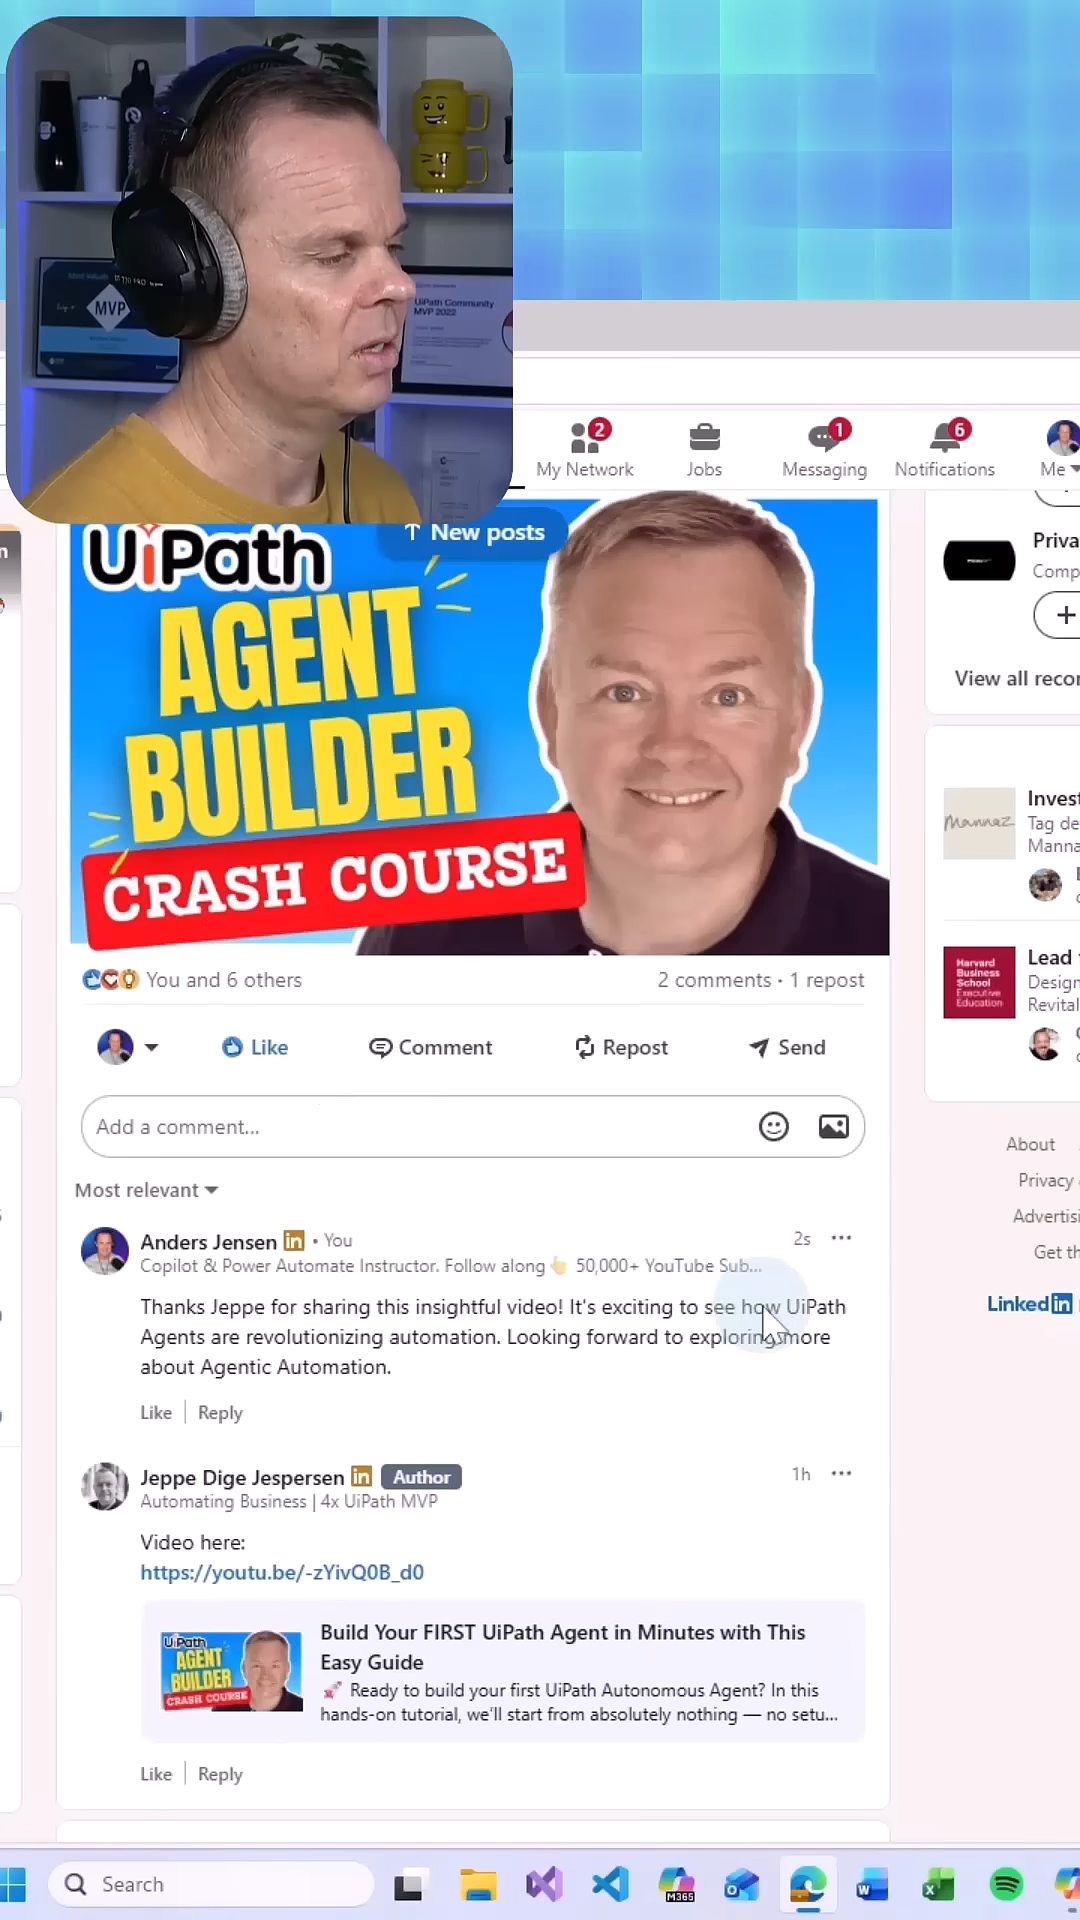 MVP
UiPath Community
MVP 2022
2
1
6
My Network
Jobs
Messaging
Notifications
Me
New posts
UiPath
AGENT
BUILDER
CRASH COURSE
Priva
Comp
View all recor
Invest
Tag de
Manna
Mannaz
Harvard
Business
School
Executive
Education
Lead
Design
Revital
You and 6 others
2 comments · 1 repost
Like
Comment
Repost
Send
Add a comment...
Most relevant
About
Privacy
Advertisi
Get th
LinkedIn
Anders Jensen in • You
2s
Copilot & Power Automate Instructor. Follow along 👆 50,000+ YouTube Sub...
Thanks Jeppe for sharing this insightful video! It's exciting to see how UiPath
Agents are revolutionizing automation. Looking forward to exploring more
about Agentic Automation.
Like
Reply
Jeppe Dige Jespersen in Author
1h
Automating Business | 4x UiPath MVP
Video here:
https://youtu.be/-zYivQ0B_d0
UiPath
AGENT
BUILDER
CRASH COURSE
Build Your FIRST UiPath Agent in Minutes with This
Easy Guide
🚀 Ready to build your first UiPath Autonomous Agent? In this
hands-on tutorial, we'll start from absolutely nothing — no setu...
Like
Reply
Search
M365